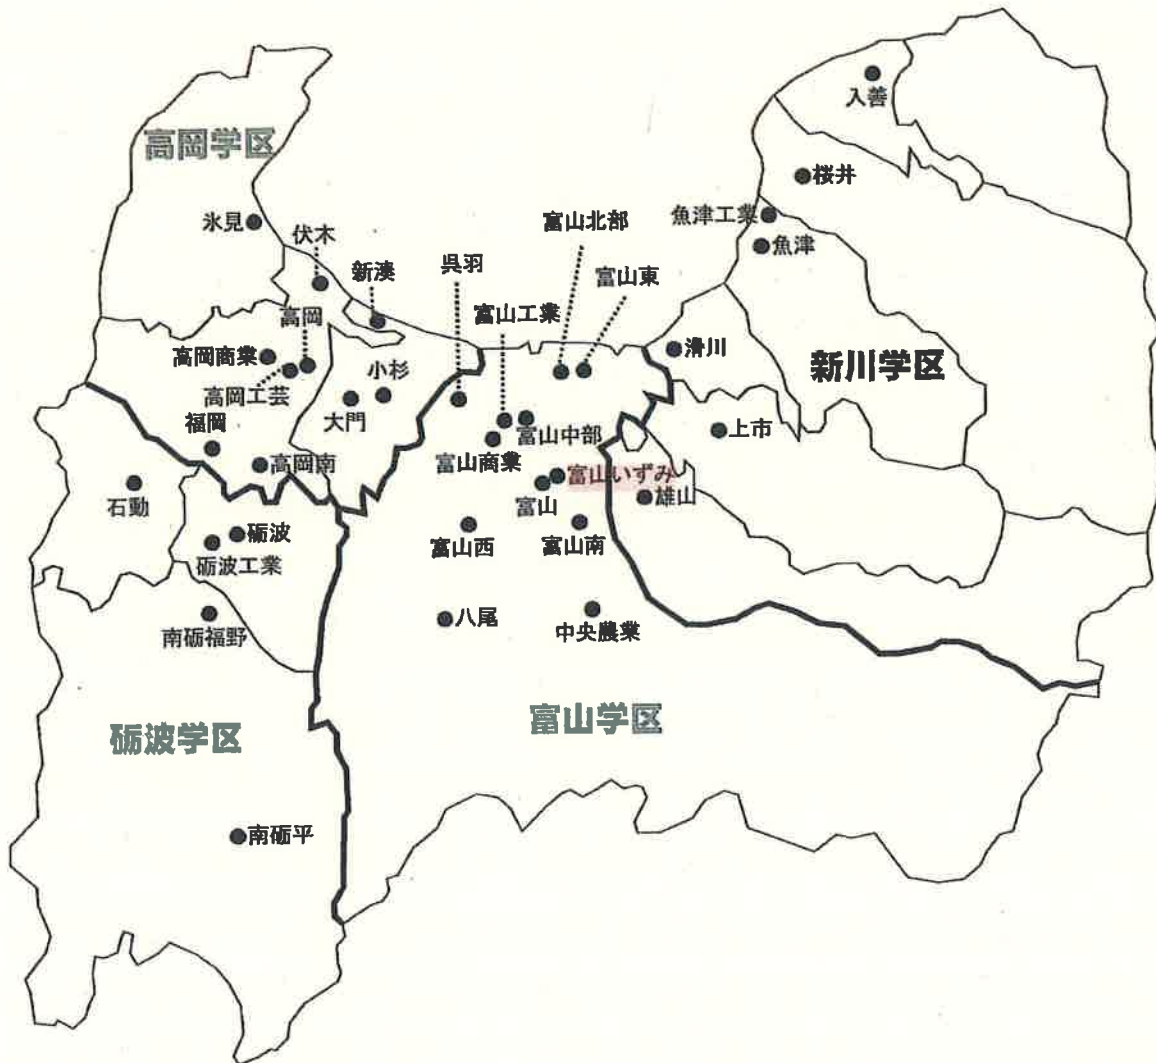 入善
高岡学区
桜井
氷見
魚津工業
富山北部
伏木
魚津
呉羽
新湊
富山東
高岡
富山工業
滑川
高岡商業
新川学区
小杉
高岡工芸
大門
福岡
上市
富山中部
富山商業
高岡南
富山いずみ
石動
富山
雄山
砺波
富山西
富山南
砺波工業
八尾
中央農業
南砺福野
富山学区
砺波学区
南砺平